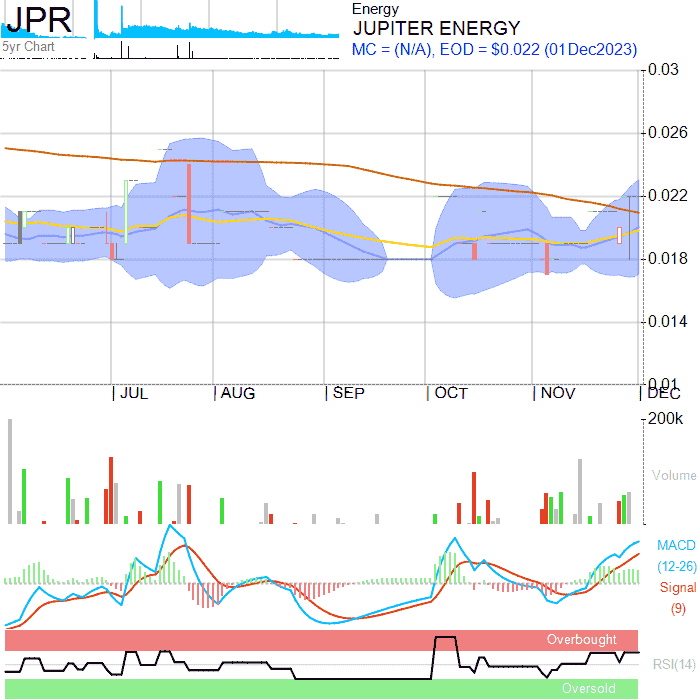 JPR
5yr Chart
Energy
JUPITER ENERGY
MC = (N/A), EOD = $0.022 (01Dec2023)
0.03
0.026
0.022
0.018
0.014
0.01
JUL AUG SEP OCT NOV DEC
200k
Volume
MACD
(12-26)
Signal
(9)
Overbought
RSI(14)
Oversold